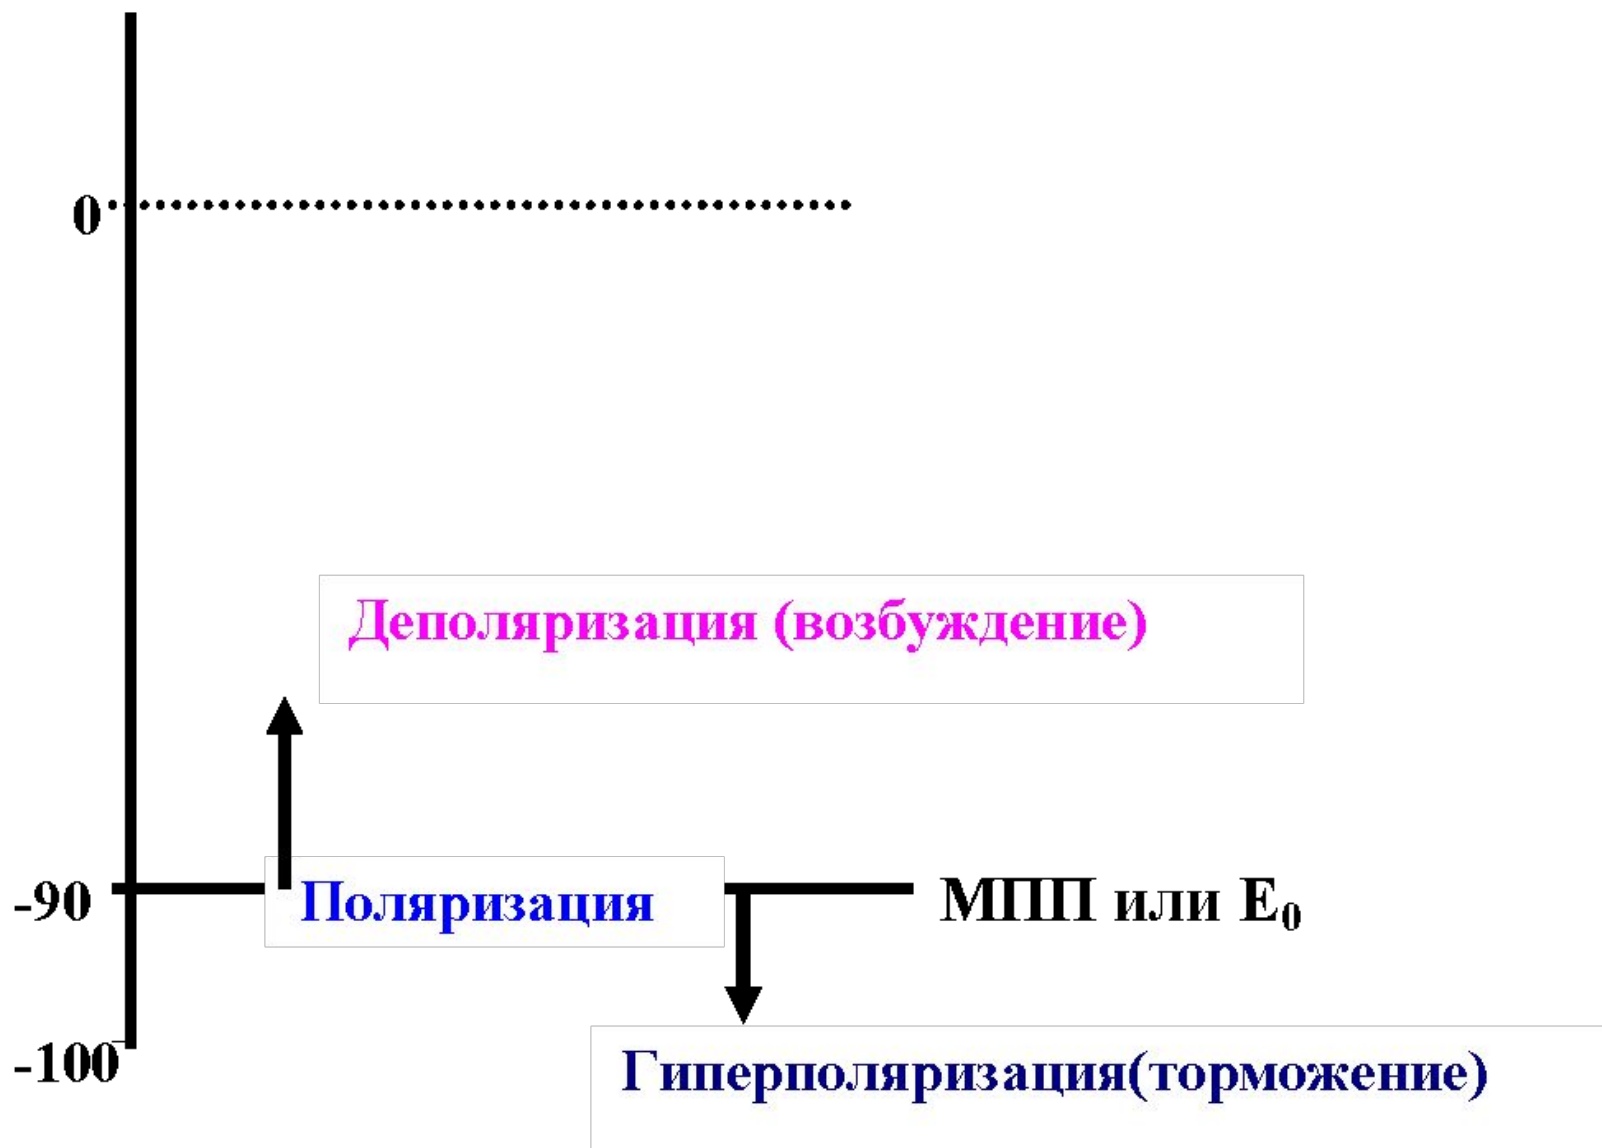 0
Деполяризация (возбуждение)
-90
Поляризация
МПП или E₀
-100
Гиперполяризация(торможение)